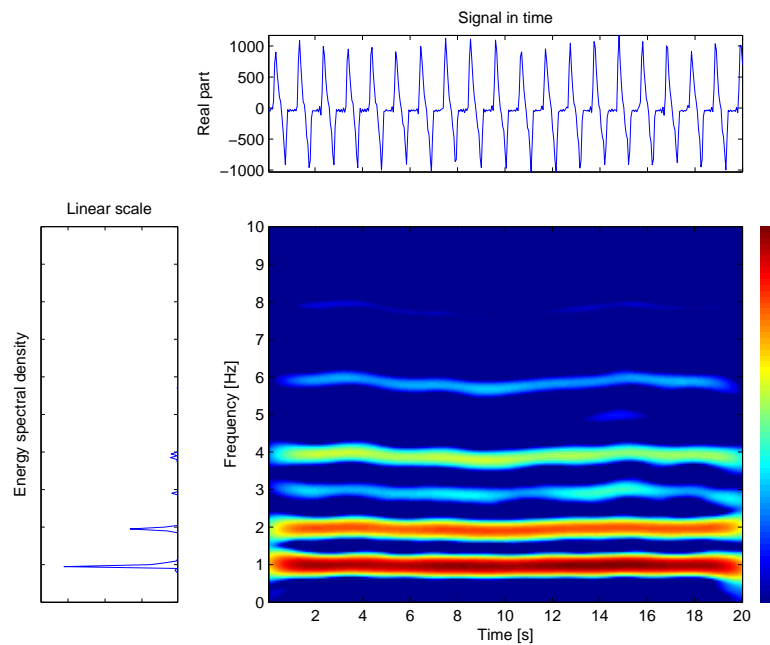 Signal in time
Real part
1000
500
0
−500
−1000
Linear scale
Energy spectral density
Frequency [Hz]
10
9
8
7
6
5
4
3
2
1
0
2 4 6 8 10 12 14 16 18 20
Time [s]